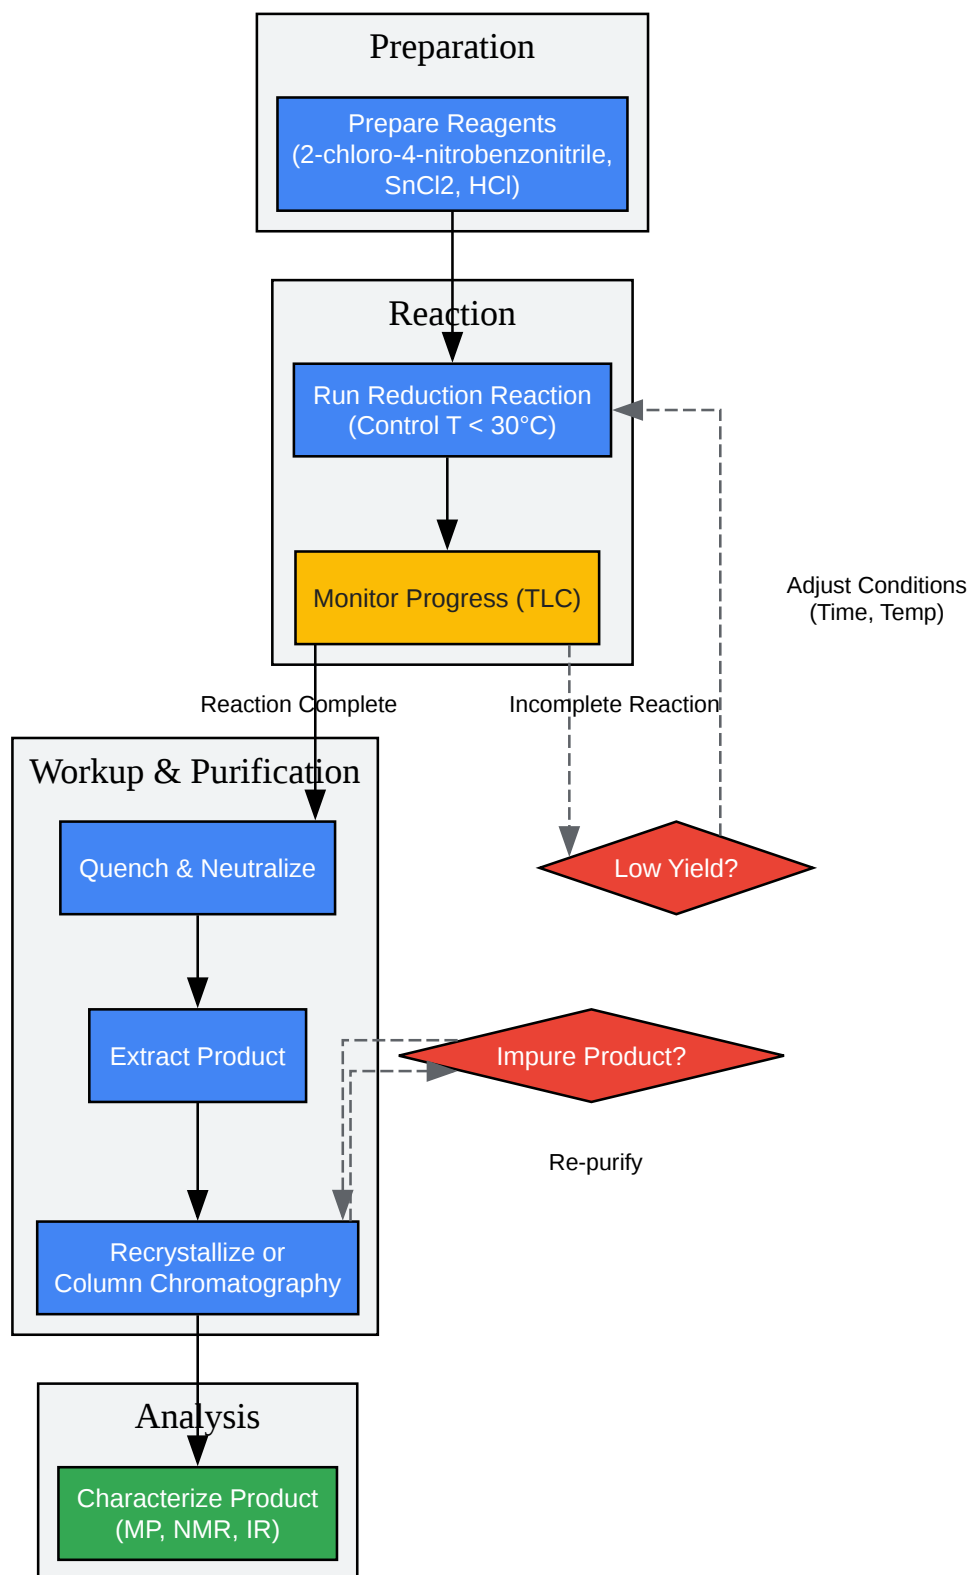 Preparation
Prepare Reagents
(2-chloro-4-nitrobenzonitrile,
SnCl2, HCl)
Reaction
Run Reduction Reaction
(Control T < 30°C)
Monitor Progress (TLC)
Adjust Conditions
(Time, Temp)
Reaction Complete
Incomplete Reaction
Workup & Purification
Quench & Neutralize
Low Yield?
Extract Product
Impure Product?
Re-purify
Recrystallize or
Column Chromatography
Analysis
Characterize Product
(MP, NMR, IR)